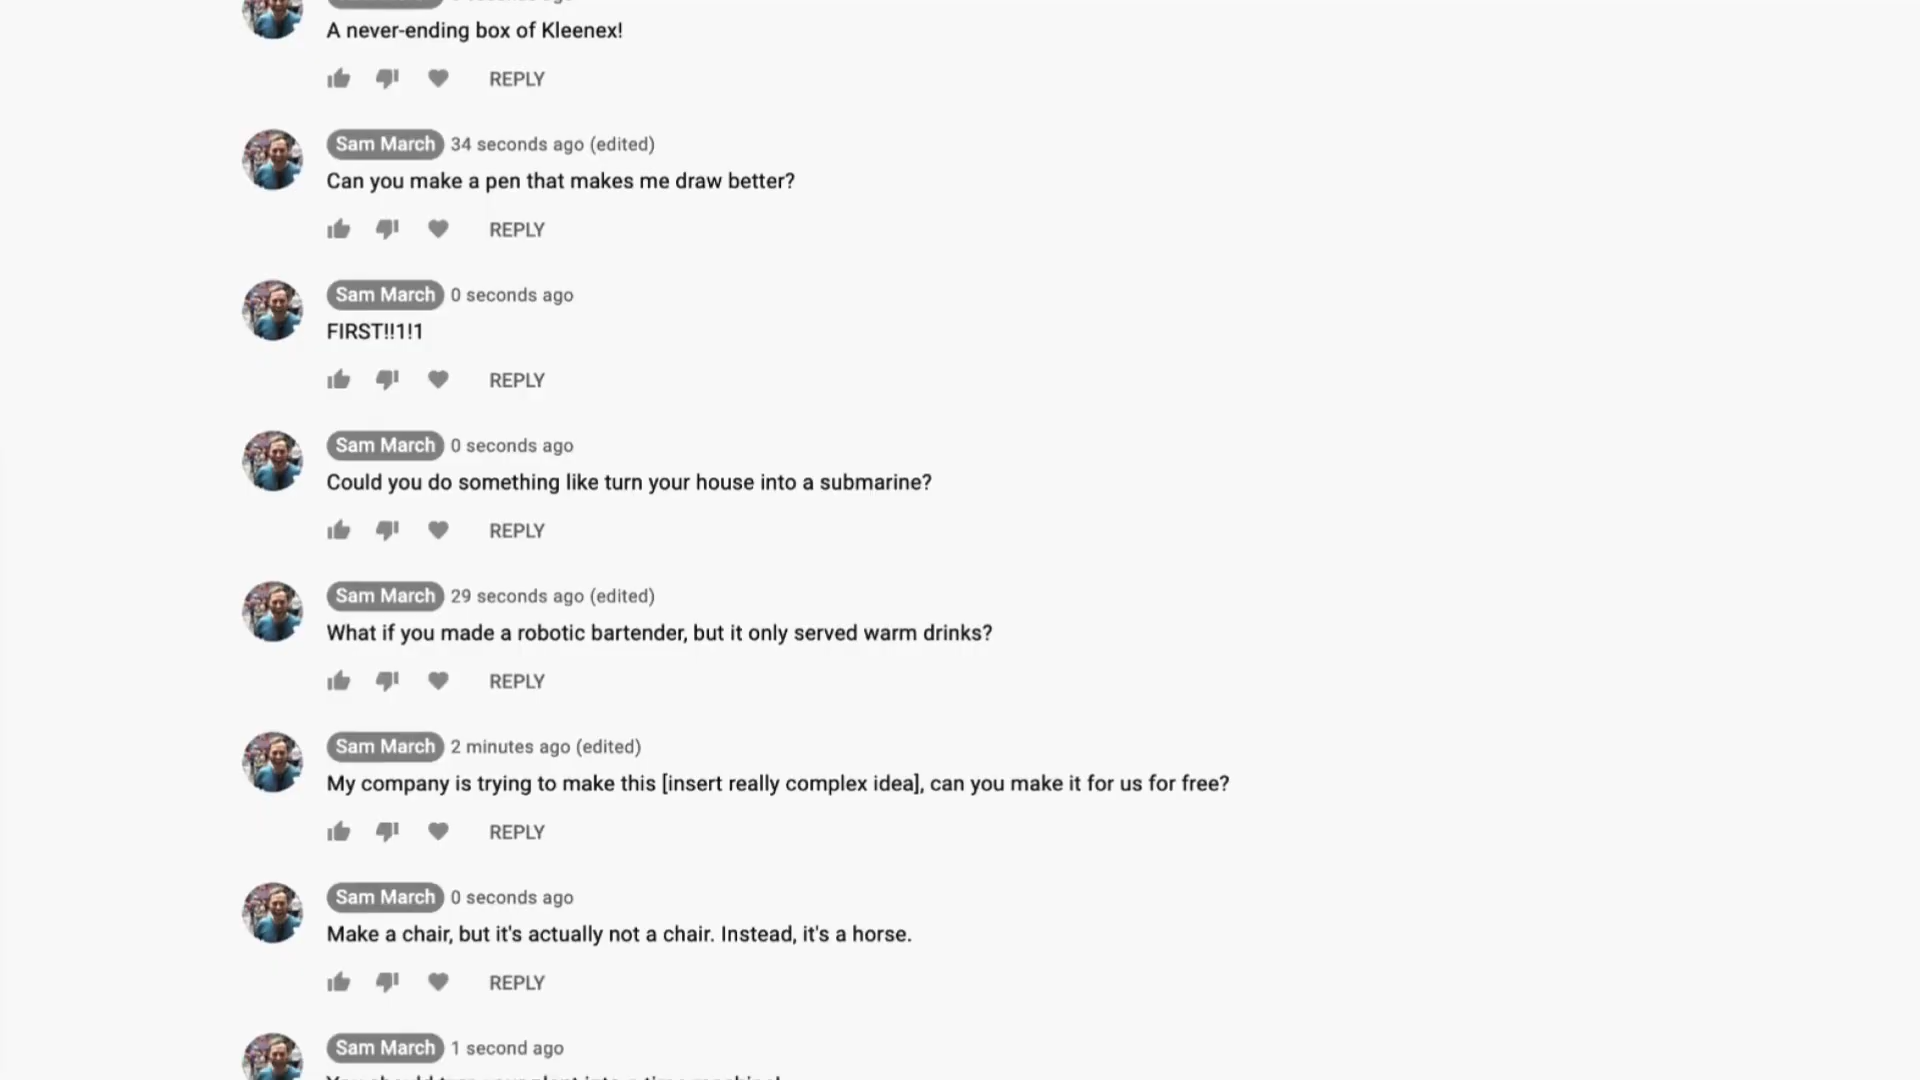 A never-ending box of Kleenex!
REPLY
Sam March 34 seconds ago (edited)
Can you make a pen that makes me draw better?
REPLY
Sam March 0 seconds ago
FIRST!!1!1
REPLY
Sam March 0 seconds ago
Could you do something like turn your house into a submarine?
REPLY
Sam March 29 seconds ago (edited)
What if you made a robotic bartender, but it only served warm drinks?
REPLY
Sam March 2 minutes ago (edited)
My company is trying to make this [insert really complex idea], can you make it for us for free?
REPLY
Sam March 0 seconds ago
Make a chair, but it's actually not a chair. Instead, it's a horse.
REPLY
Sam March 1 second ago